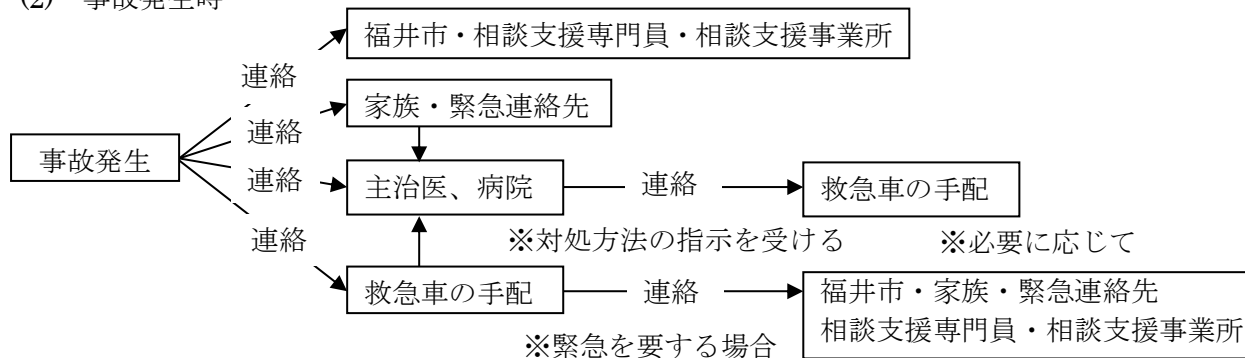 (2) 事故発生時
福井市・相談支援専門員・相談支援事業所
連絡
家族・緊急連絡先
連絡
事故発生
連絡
主治医、病院
連絡
救急車の手配
連絡
※対処方法の指示を受ける
※必要に応じて
救急車の手配
連絡
福井市・家族・緊急連絡先
相談支援専門員・相談支援事業所
※緊急を要する場合